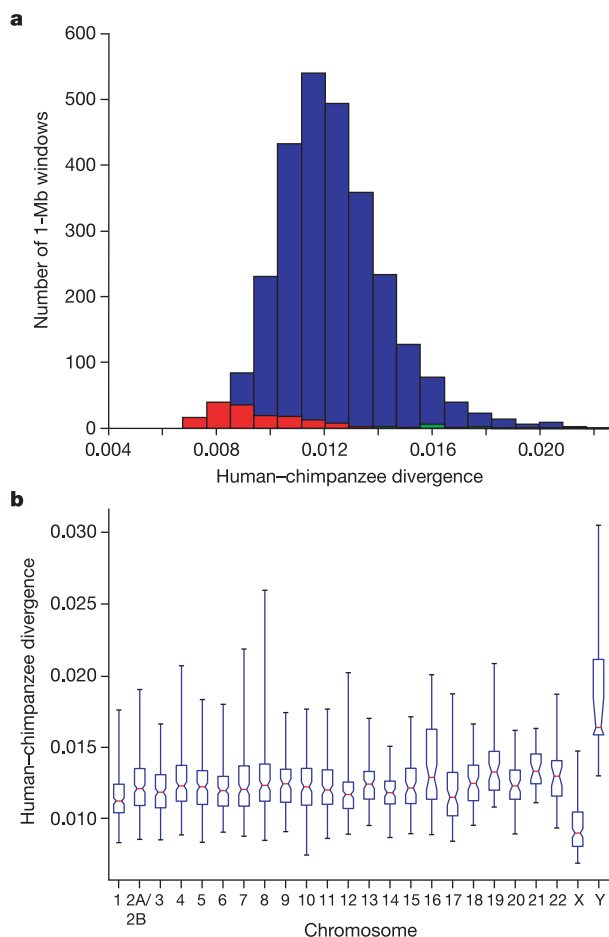 a
600
500
400
300
200
100
0
Number of 1-Mb windows
0.004 0.008 0.012 0.016 0.020
Human–chimpanzee divergence
b
0.030
0.025
0.020
0.015
0.010
Human–chimpanzee divergence
1 2A/ 3 4 5 6 7 8 9 10 11 12 13 14 15 16 17 18 19 20 21 22 X Y
2B
Chromosome